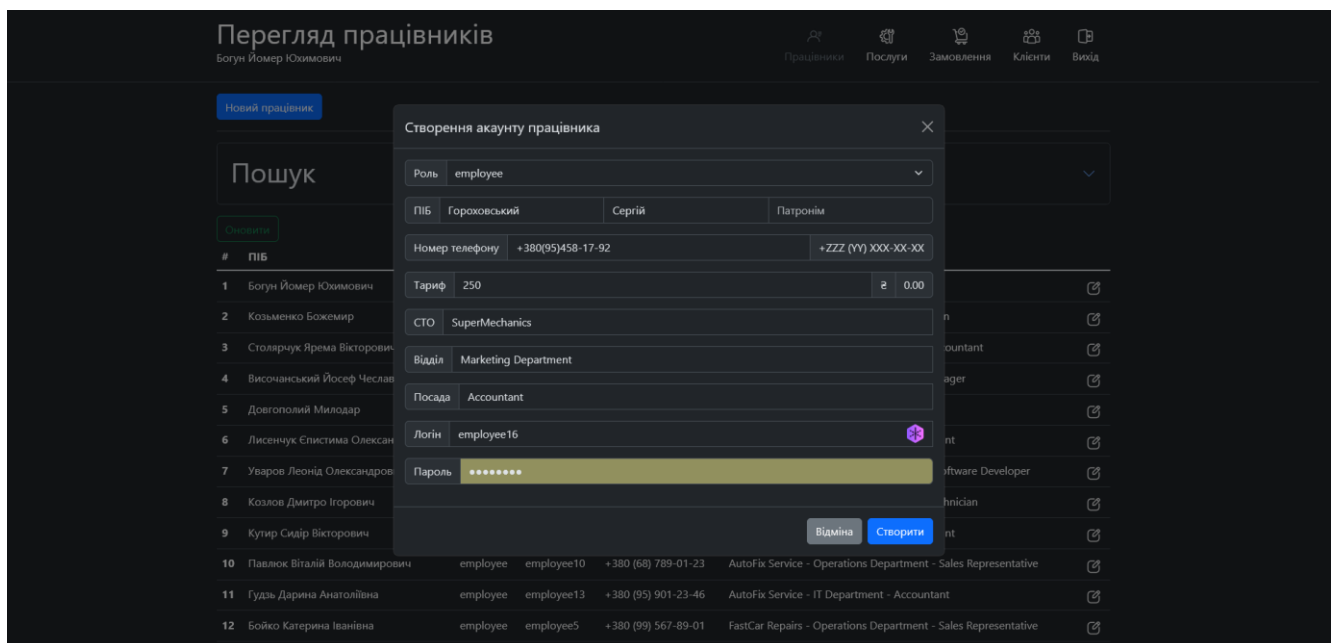 Перегляд працівників
Богун Йомер Юхимович
Працівники Послуги Замовлення Клієнти Вихід
Новий працівник
Створення акаунту працівника
Пошук
Роль employee
ПІБ Гороховський Сергій Патронім
Оновити
Номер телефону +380(95)458-17-92 +ZZZ (YY) XXX-XX-XX
# ПІБ
1 Богун Йомер Юхимович
Тариф 250 ₴ 0.00
2 Козьменко Божемир
СТО SuperMechanics
3 Столярчук Ярема Вікторович
Відділ Marketing Department
4 Височанський Йосеф Чеслав
Посада Accountant
5 Довгополий Милодар
Логін employee16
6 Лисенчук Єпистима Олексан
Пароль ••••••••
7 Уваров Леонід Олександров oftware Developer
8 Козлов Дмитро Ігорович hnician
9 Кутир Сидір Вікторович nt
Відміна Створити
10 Павлюк Віталій Володимирович employee employee10 +380 (68) 789-01-23 AutoFix Service - Operations Department - Sales Representative
11 Гудзь Дарина Анатоліївна employee employee13 +380 (95) 901-23-46 AutoFix Service - IT Department - Accountant
12 Бойко Катерина Іванівна employee employee5 +380 (99) 567-89-01 FastCar Repairs - Operations Department - Sales Representative